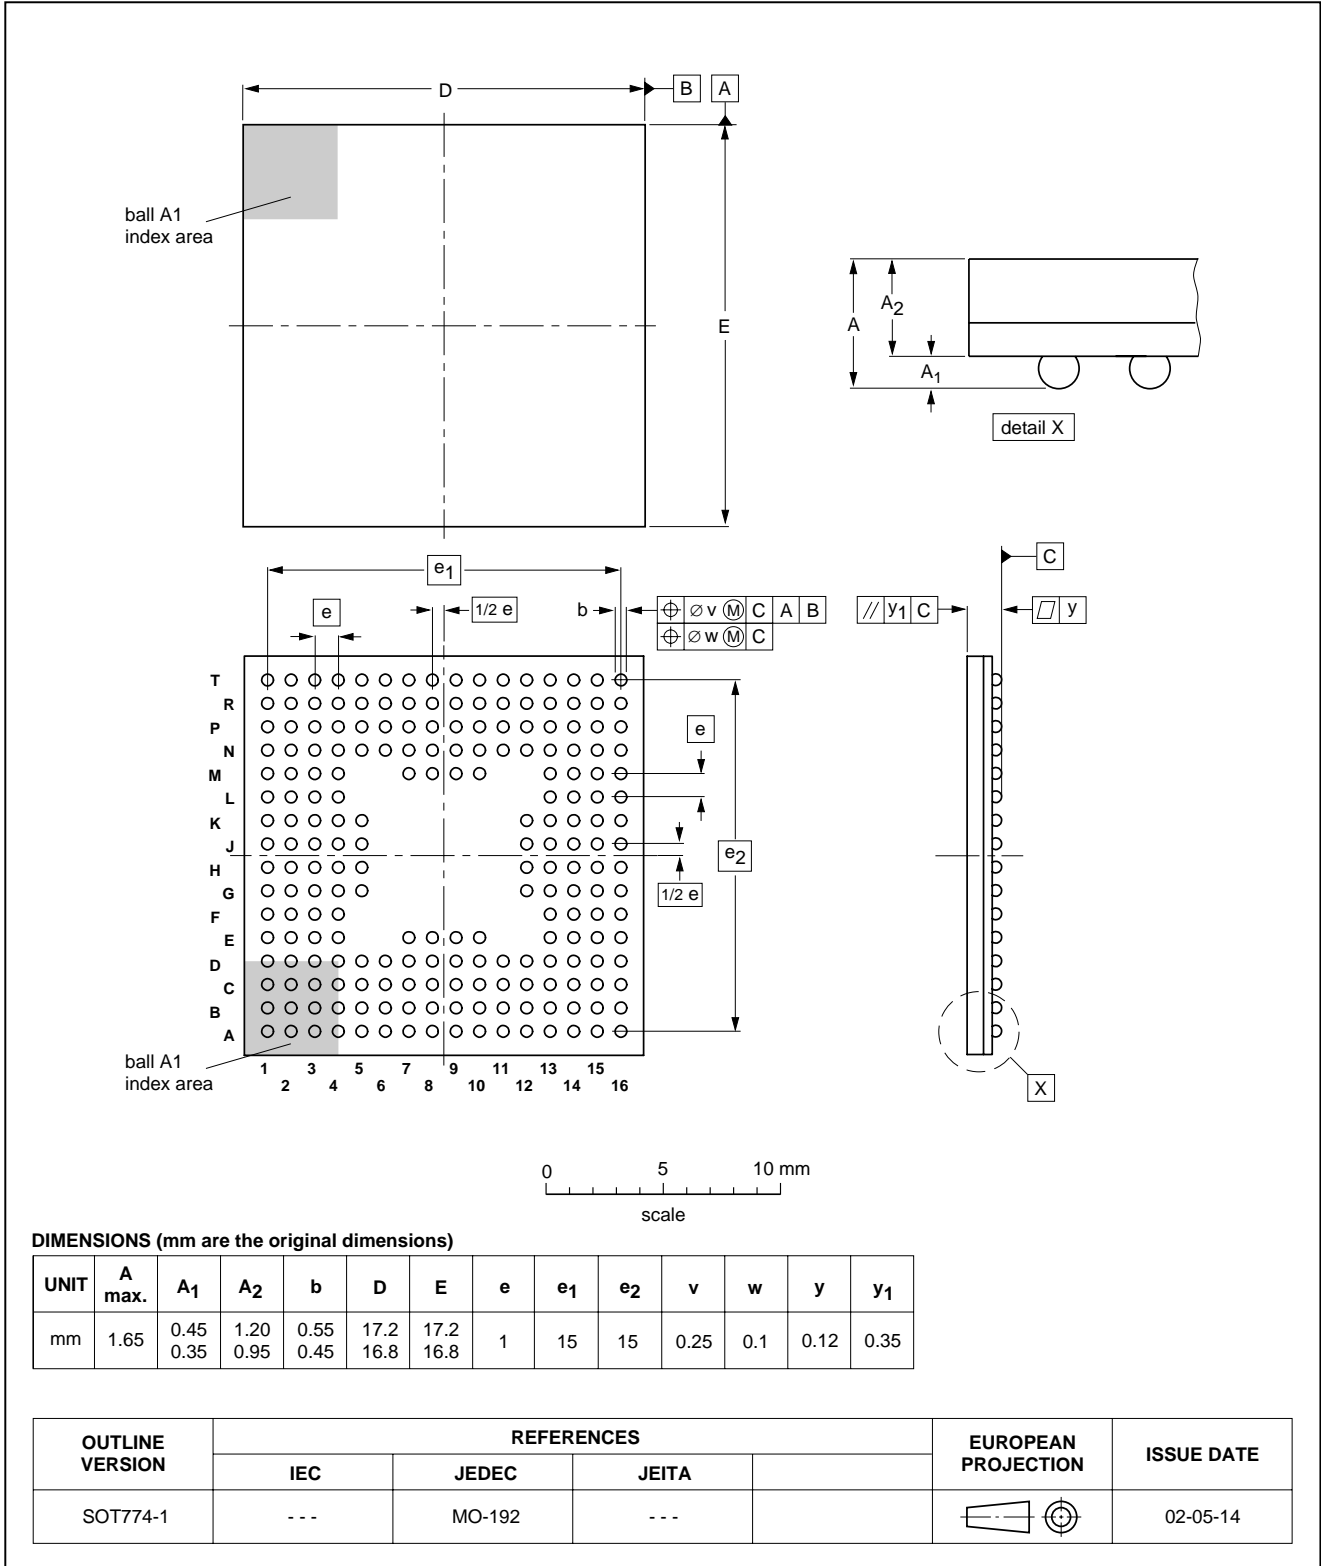 D
B
A
ball A1
index area
E
A
A2
A1
detail X
e1
e
1/2 e
b
⌖ ⌀ v Ⓜ C A B
⌖ ⌀ w Ⓜ C
// y1 C
C
▱ y
T
R
P
N
M
L
K
J
H
G
F
E
D
C
B
A
e
e2
1/2 e
ball A1
index area
1 3 5 7 9 11 13 15
2 4 6 8 10 12 14 16
X
0 5 10 mm
scale
DIMENSIONS (mm are the original dimensions)
UNIT A max. A1 A2 b D E e e1 e2 v w y y1
mm 1.65 0.45 0.35 1.20 0.95 0.55 0.45 17.2 16.8 17.2 16.8 1 15 15 0.25 0.1 0.12 0.35
OUTLINE VERSION REFERENCES EUROPEAN PROJECTION ISSUE DATE
IEC JEDEC JEITA
SOT774-1 - - - MO-192 - - - 02-05-14